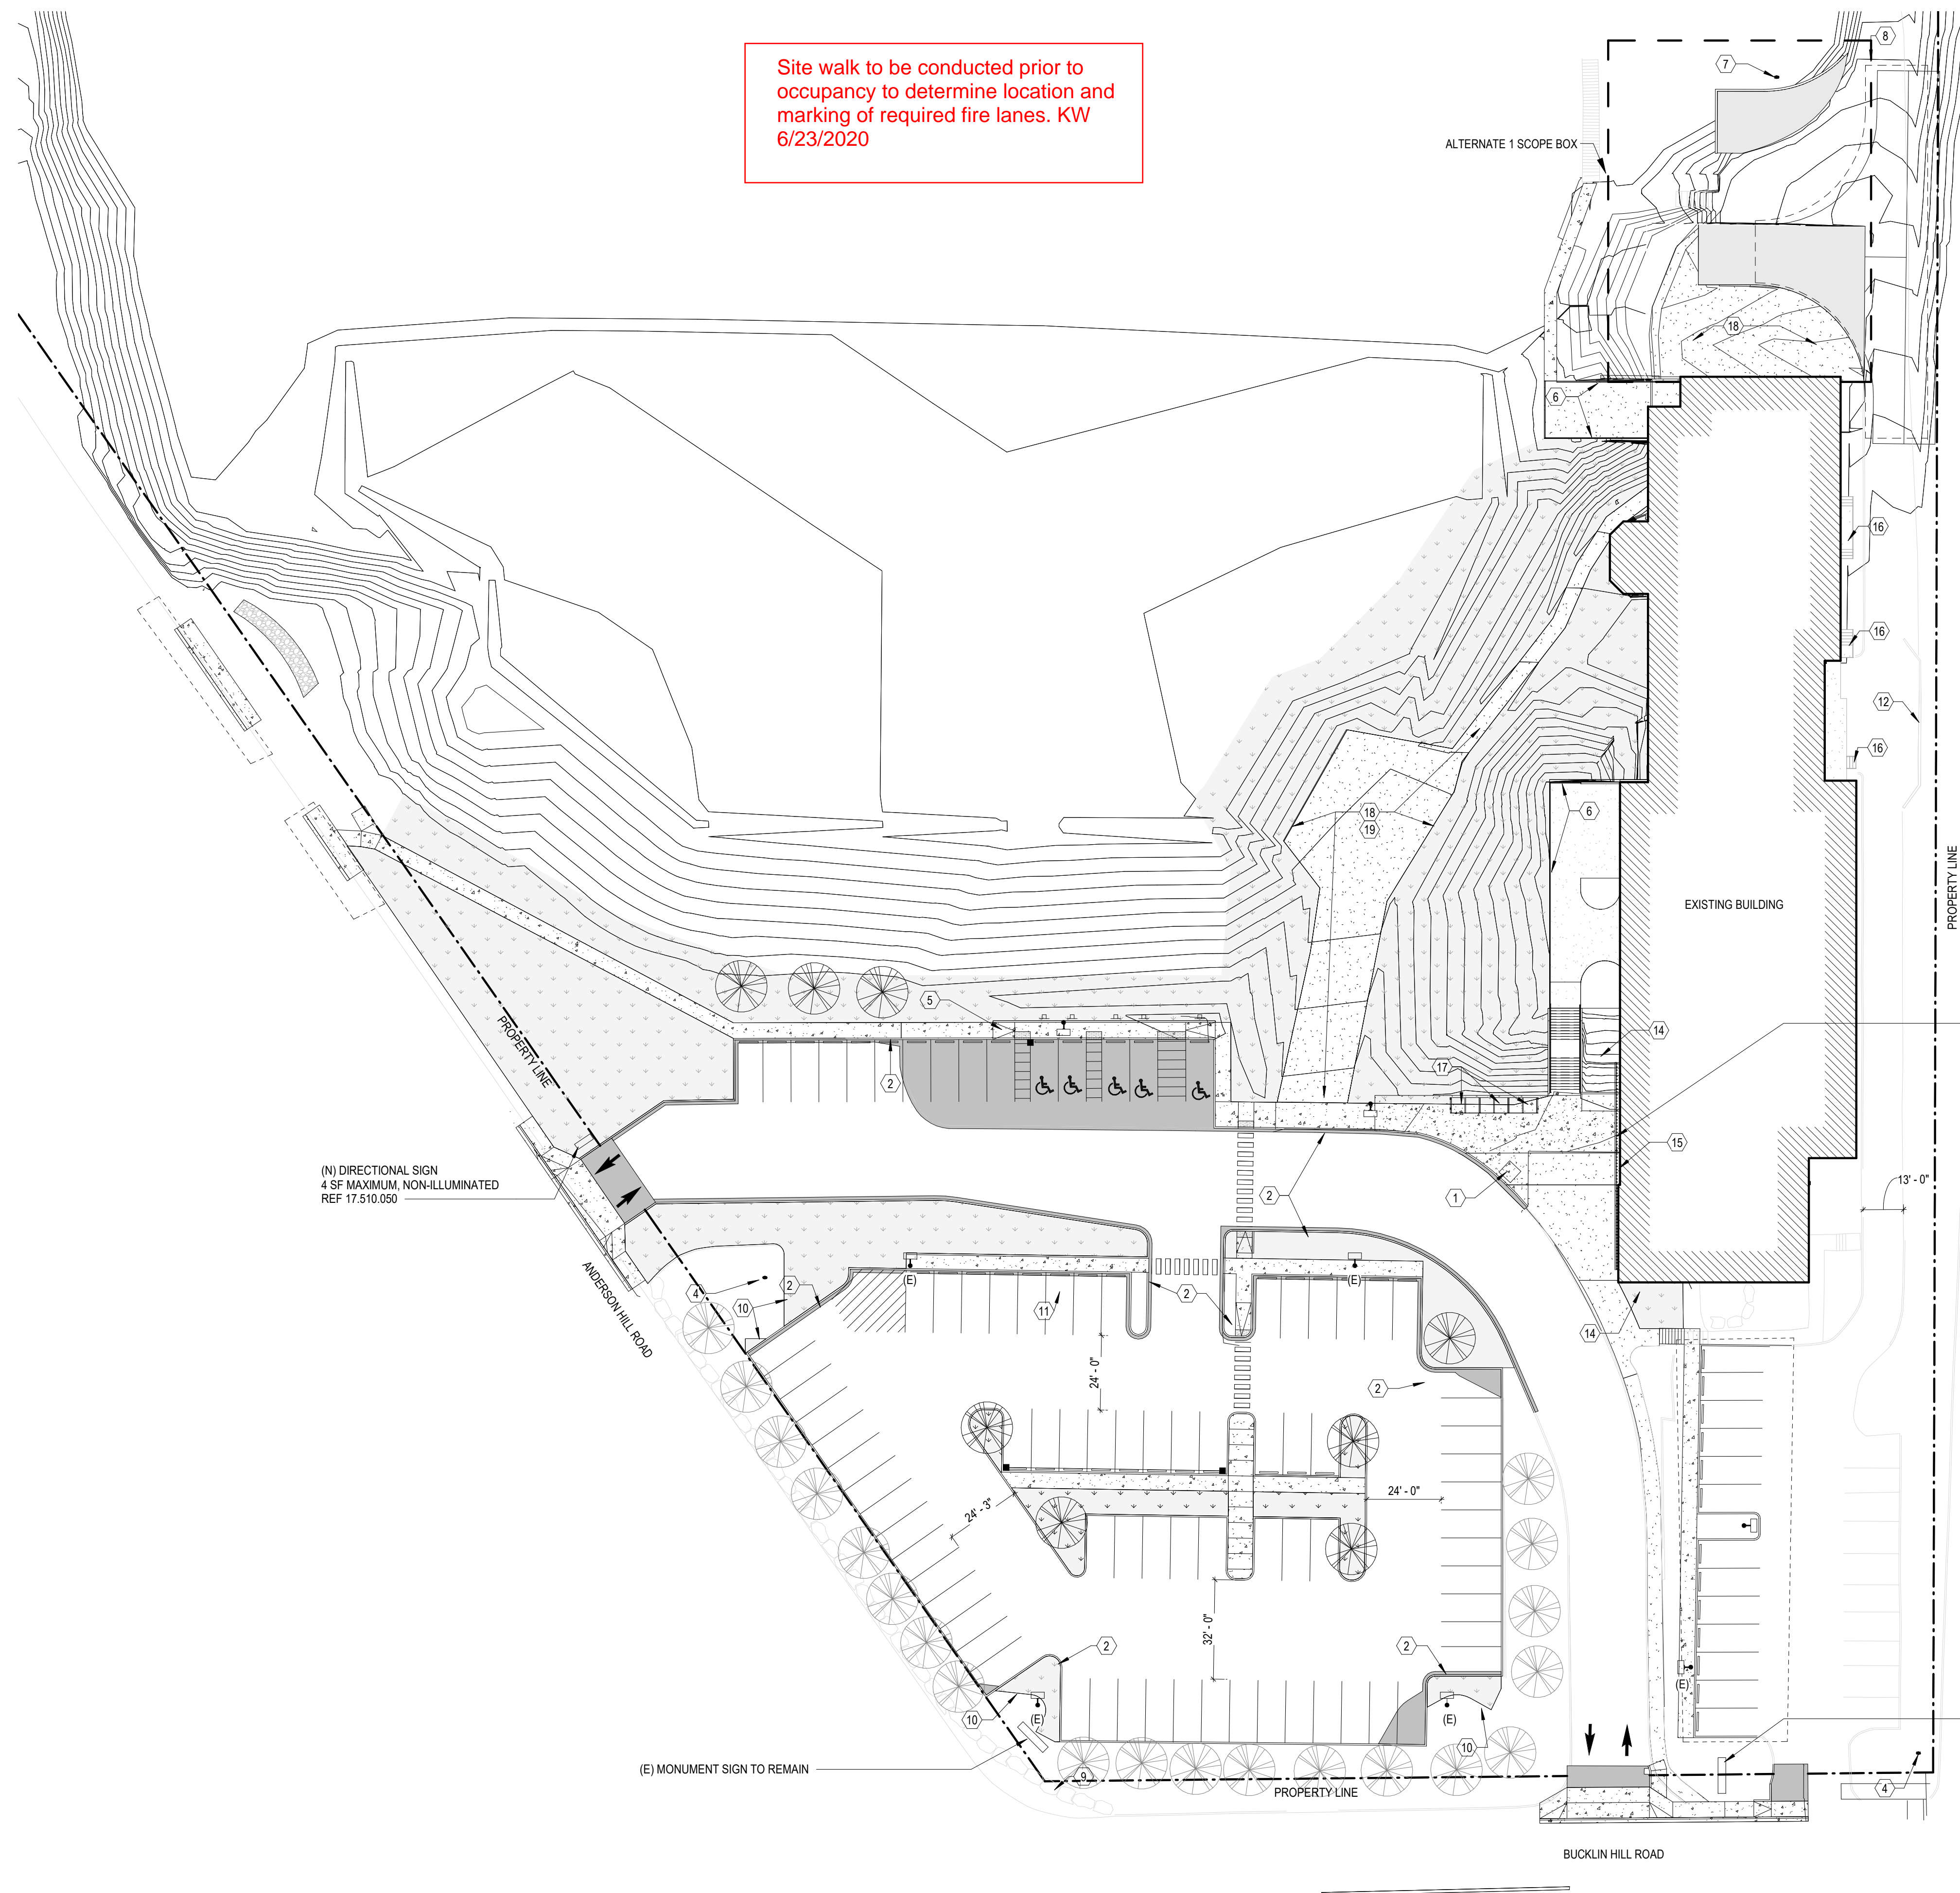 Site walk to be conducted prior to
occupancy to determine location and
marking of required fire lanes. KW
6/23/2020
8
7
ALTERNATE 1 SCOPE BOX
18
6
16
16
12
16
18
19
6
EXISTING BUILDING
PROPERTY LINE
5
PROPERTY LINE
14
2
17
15
(N) DIRECTIONAL SIGN
4 SF MAXIMUM, NON-ILLUMINATED
REF 17.510.050
1
2
13' - 0"
ANDERSON HILL ROAD
4
2
(E)
(E)
10
11
2
14
24' - 0"
2
24' - 3"
24' - 0"
32' - 0"
2
2
(E)
10
(E)
(E)
10
(E) MONUMENT SIGN TO REMAIN
9
PROPERTY LINE
4
BUCKLIN HILL ROAD